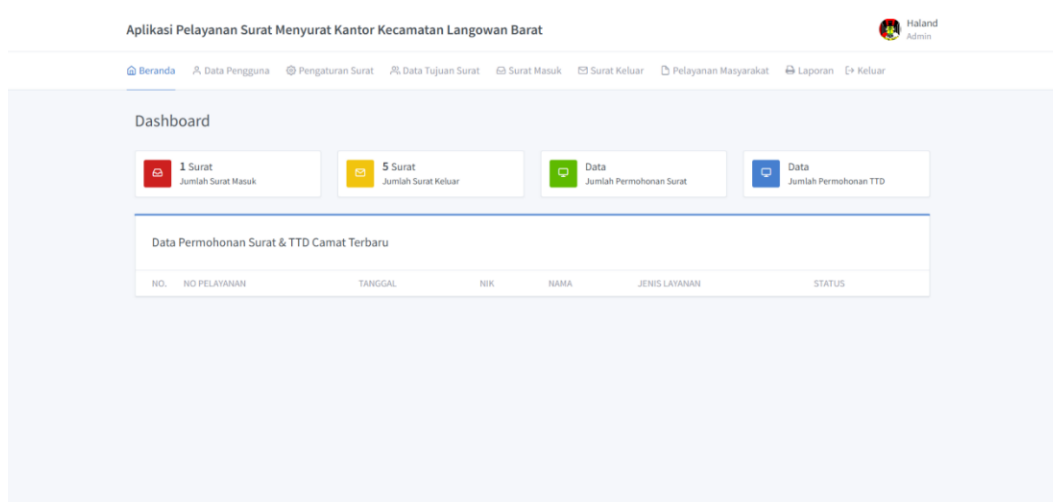 Aplikasi Pelayanan Surat Menyurat Kantor Kecamatan Langowan Barat
Haland
Admin
Beranda Data Pengguna Pengaturan Surat Data Tujuan Surat Surat Masuk Surat Keluar Pelayanan Masyarakat Laporan Keluar
Dashboard
1 Surat
Jumlah Surat Masuk
5 Surat
Jumlah Surat Keluar
Data
Jumlah Permohonan Surat
Data
Jumlah Permohonan TTD
Data Permohonan Surat & TTD Camat Terbaru
NO. NO PELAYANAN TANGGAL NIK NAMA JENIS LAYANAN STATUS